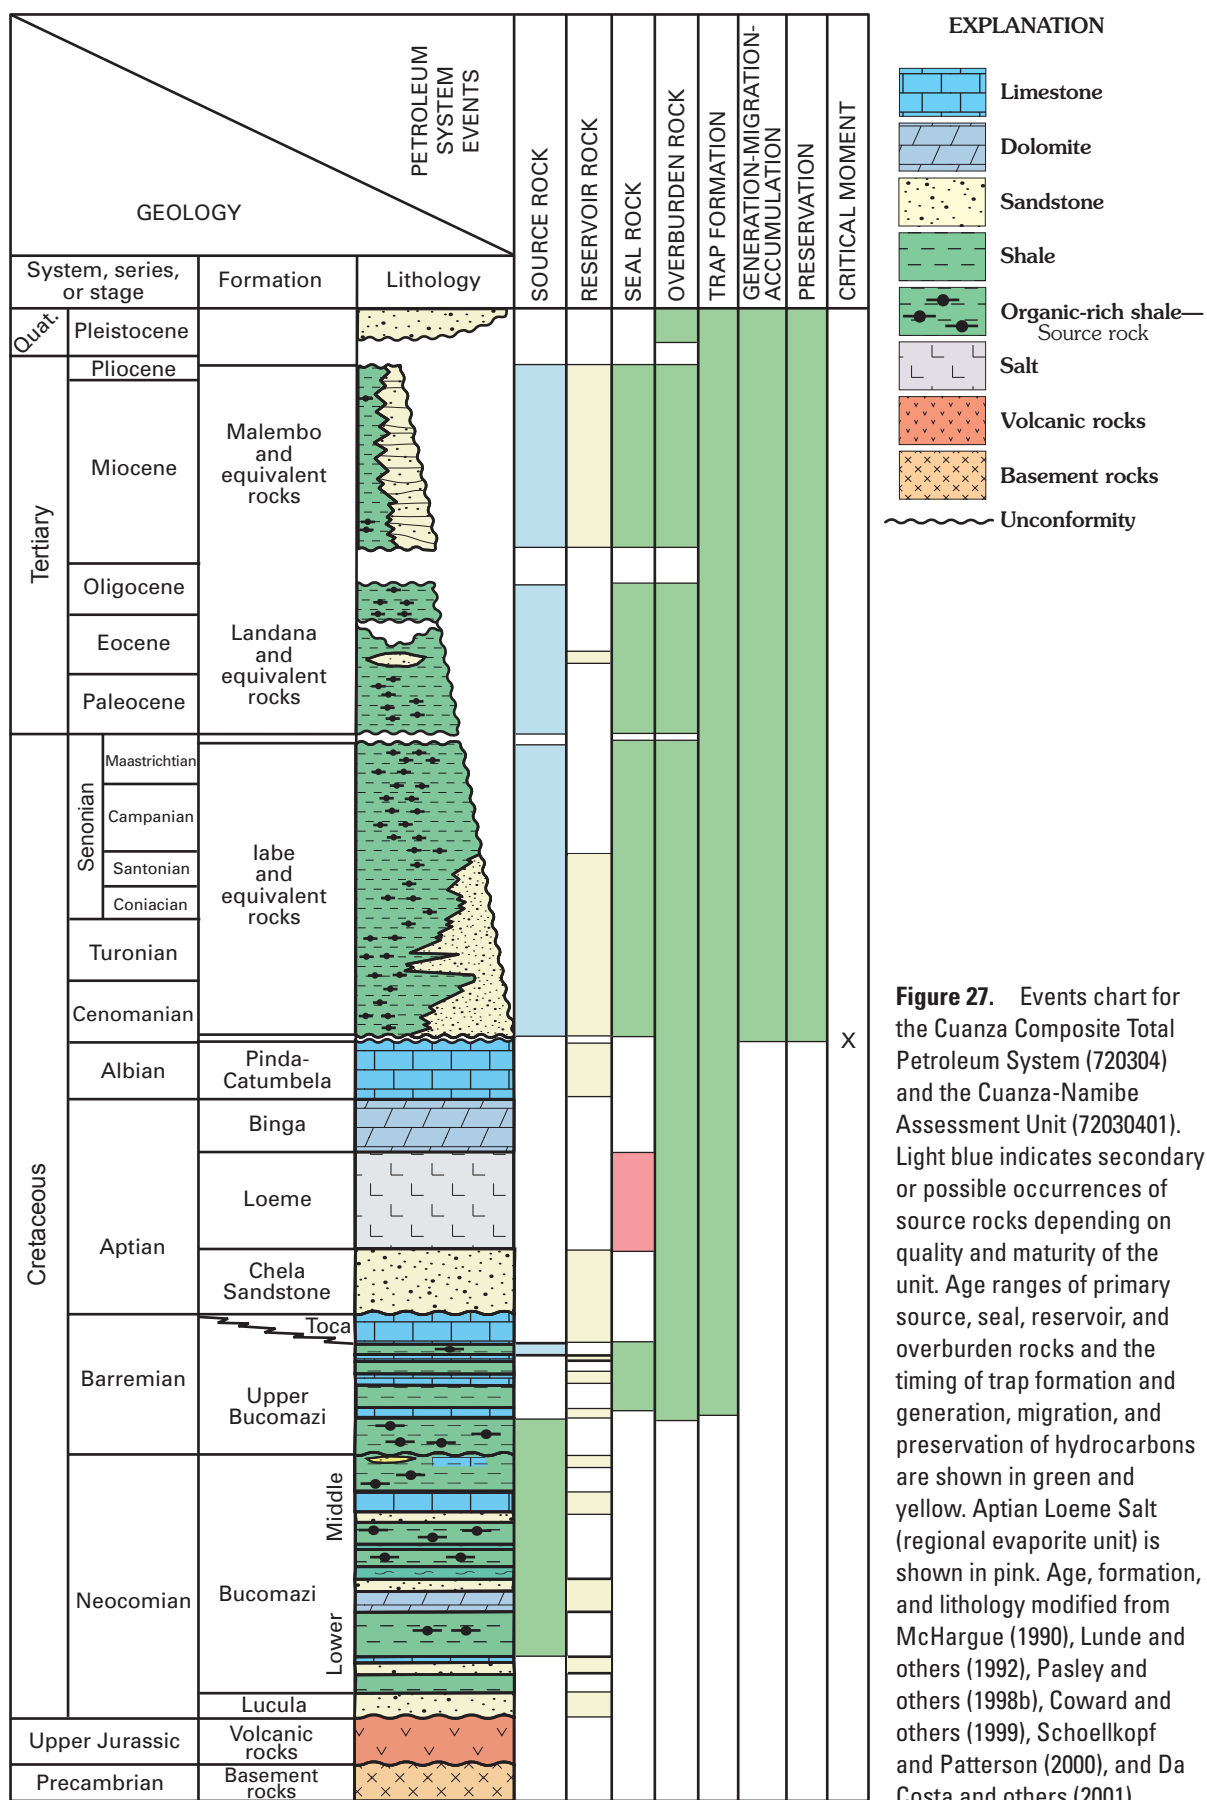 PETROLEUM
SYSTEM
EVENTS
GEOLOGY
System, series,
or stage
Formation
Lithology
SOURCE ROCK
RESERVOIR ROCK
SEAL ROCK
OVERBURDEN ROCK
TRAP FORMATION
GENERATION-MIGRATION-
ACCUMULATION
PRESERVATION
CRITICAL MOMENT
Quat.
Pleistocene
Tertiary
Pliocene
Miocene
Malembo
and
equivalent
rocks
Oligocene
Eocene
Paleocene
Landana
and
equivalent
rocks
Cretaceous
Senonian
Maastrichtian
Campanian
Santonian
Coniacian
Turonian
Cenomanian
Iabe
and
equivalent
rocks
X
Albian
Pinda-
Catumbela
Aptian
Binga
Loeme
Chela
Sandstone
Barremian
Toca
Upper
Bucomazi
Neocomian
Middle
Bucomazi
Lower
Lucula
Upper Jurassic
Volcanic
rocks
Precambrian
Basement
rocks
EXPLANATION
Limestone
Dolomite
Sandstone
Shale
Organic-rich shale—
Source rock
Salt
Volcanic rocks
Basement rocks
Unconformity
Figure 27. Events chart for
the Cuanza Composite Total
Petroleum System (720304)
and the Cuanza-Namibe
Assessment Unit (72030401).
Light blue indicates secondary
or possible occurrences of
source rocks depending on
quality and maturity of the
unit. Age ranges of primary
source, seal, reservoir, and
overburden rocks and the
timing of trap formation and
generation, migration, and
preservation of hydrocarbons
are shown in green and
yellow. Aptian Loeme Salt
(regional evaporite unit) is
shown in pink. Age, formation,
and lithology modified from
McHargue (1990), Lunde and
others (1992), Pasley and
others (1998b), Coward and
others (1999), Schoellkopf
and Patterson (2000), and Da
Costa and others (2001).